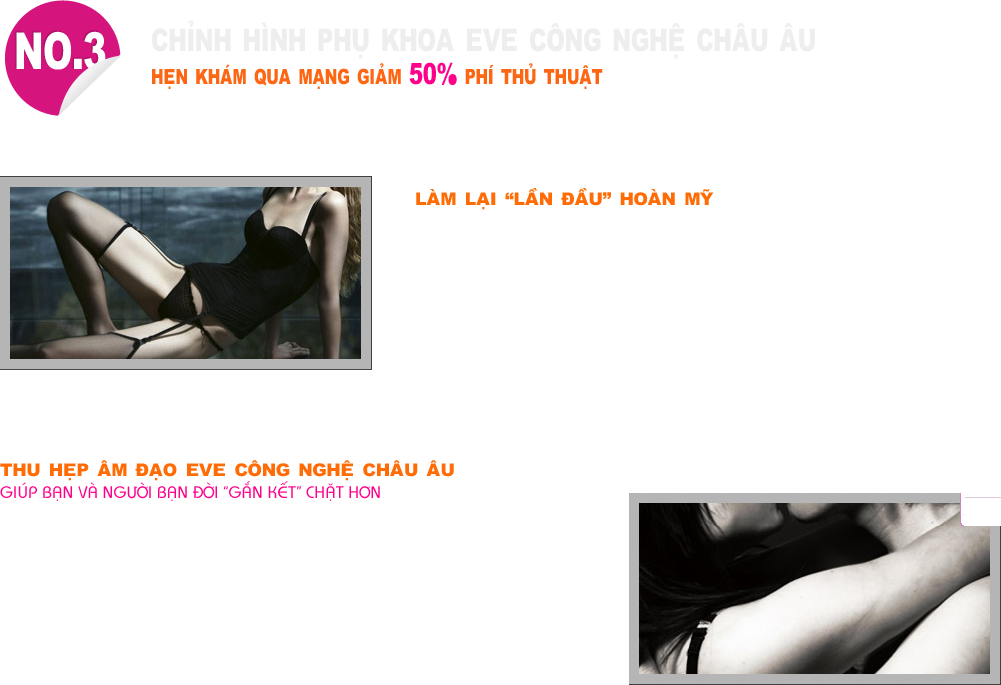 NO.3
CHỈNH HÌNH PHỤ KHOA EVE CÔNG NGHỆ CHÂU ÂU
HẸN KHÁM QUA MẠNG GIẢM 50% PHÍ THỦ THUẬT
LÀM LẠI “LẦN ĐẦU” HOÀN MỸ
THU HẸP ÂM ĐẠO EVE CÔNG NGHỆ CHÂU ÂU
GIÚP BẠN VÀ NGƯỜI BẠN ĐỜI “GẮN KẾT” CHẶT HƠN